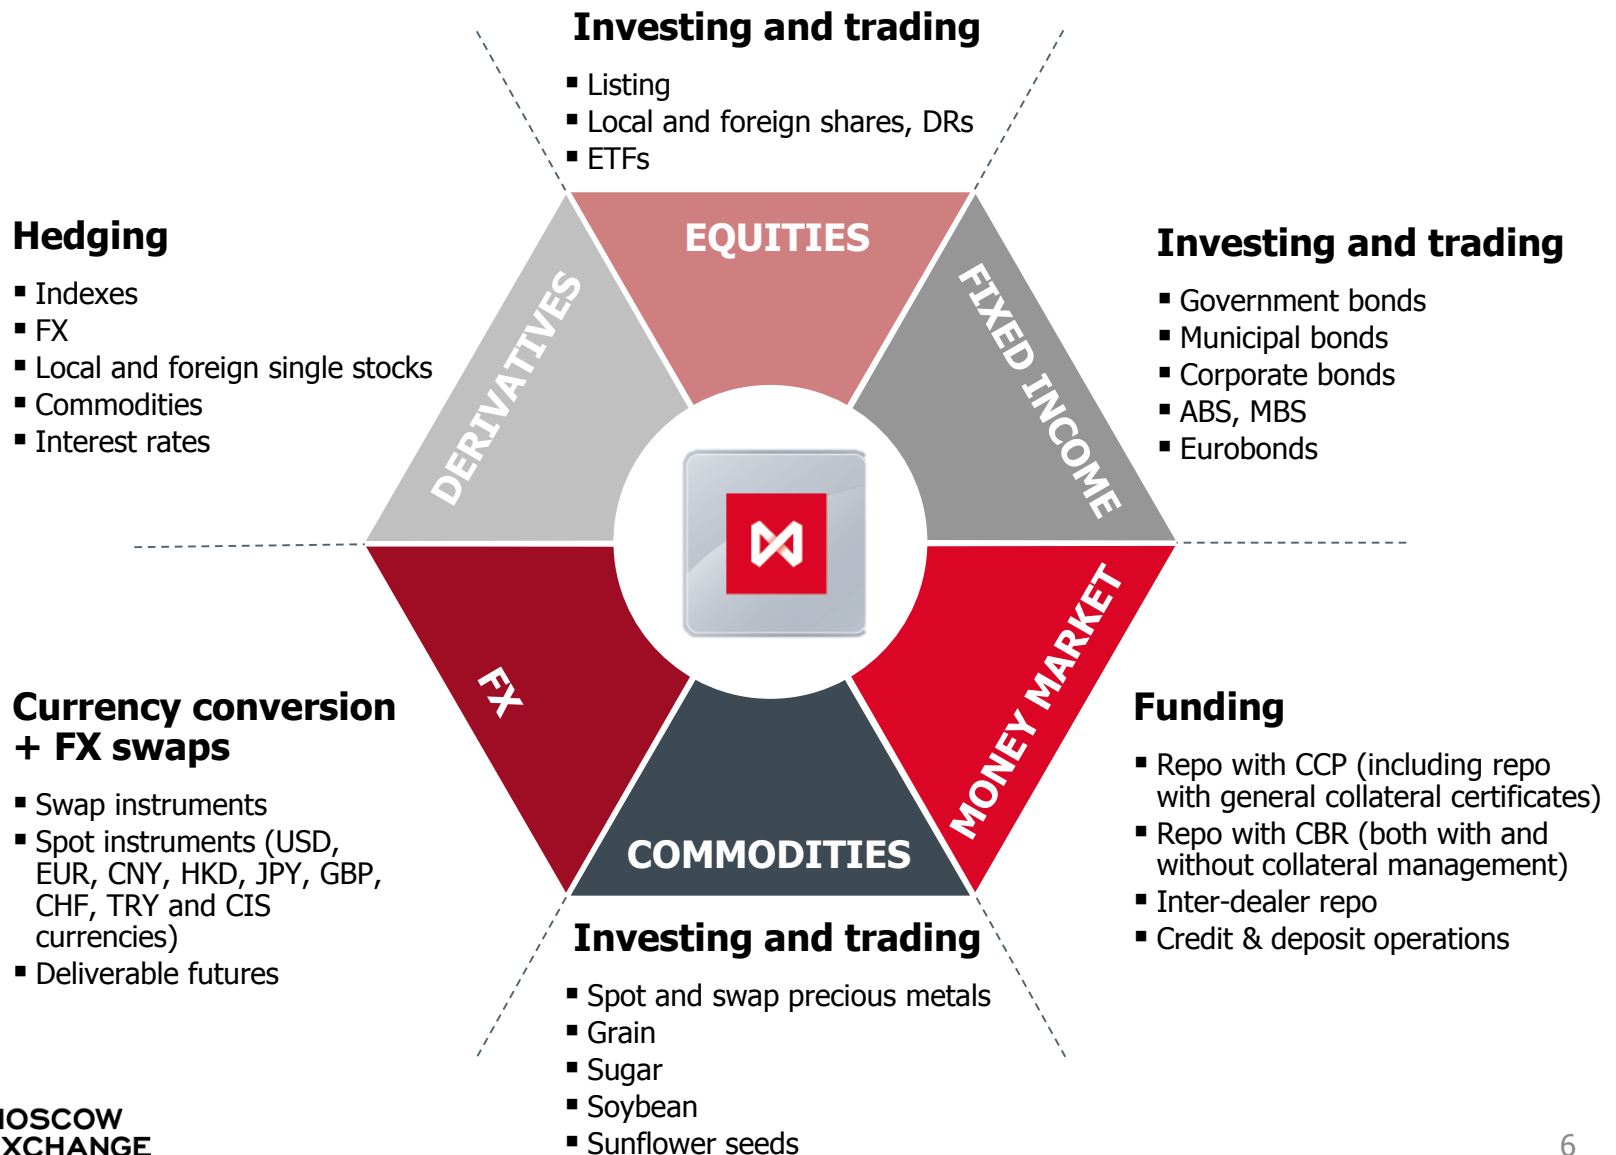 Investing and trading
▪ Listing
▪ Local and foreign shares, DRs
▪ ETFs
EQUITIES
Hedging
▪ Indexes
▪ FX
▪ Local and foreign single stocks
▪ Commodities
▪ Interest rates
DERIVATIVES
FIXED INCOME
Investing and trading
▪ Government bonds
▪ Municipal bonds
▪ Corporate bonds
▪ ABS, MBS
▪ Eurobonds
FX
MONEY MARKET
COMMODITIES
Currency conversion
+ FX swaps
▪ Swap instruments
▪ Spot instruments (USD,
EUR, CNY, HKD, JPY, GBP,
CHF, TRY and CIS
currencies)
▪ Deliverable futures
Funding
▪ Repo with CCP (including repo
with general collateral certificates)
▪ Repo with CBR (both with and
without collateral management)
▪ Inter-dealer repo
▪ Credit & deposit operations
Investing and trading
▪ Spot and swap precious metals
▪ Grain
▪ Sugar
▪ Soybean
▪ Sunflower seeds
MOSCOW
EXCHANGE
6